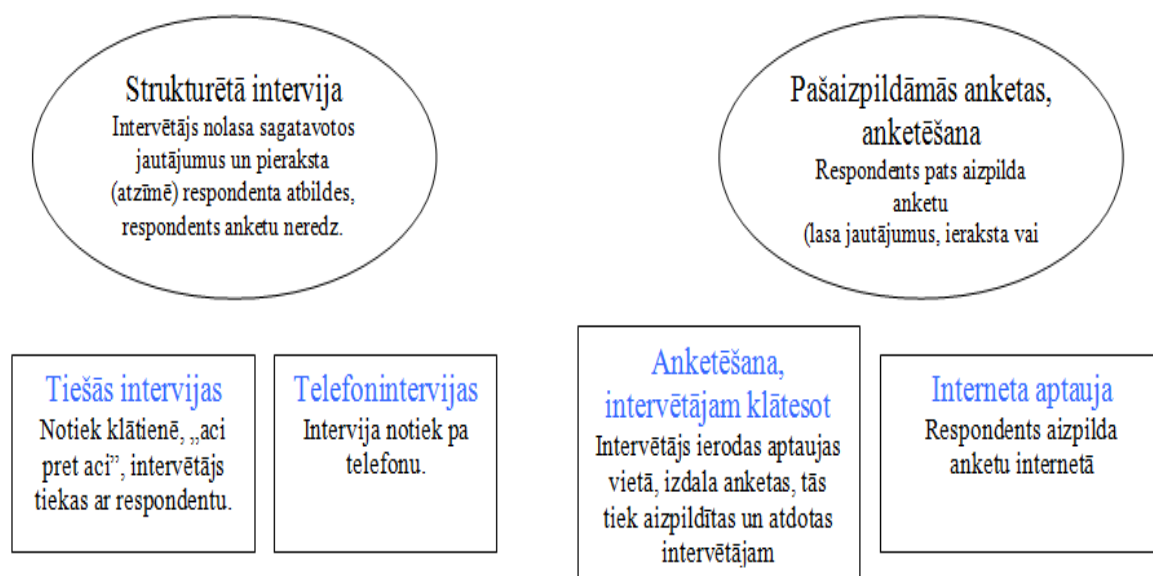 Strukturētā intervija
Intervētājs nolasa sagatavotos
jautājumus un pieraksta
(atzīmē) respondenta atbildes,
respondents anketu neredz.
Pašaizpildāmās anketas,
anketēšana
Respondents pats aizpilda
anketu
(lasa jautājumus, ieraksta vai
Tiešās intervijas
Notiek klātienē, „aci
pret aci”, intervētājs
tiekas ar respondentu.
Telefonintervijas
Intervija notiek pa
telefonu.
Anketēšana,
intervētājam klātesot
Intervētājs ierodas aptaujas
vietā, izdala anketas, tās
tiek aizpildītas un atdotas
intervētājam
Interneta aptauja
Respondents aizpilda
anketu internetā